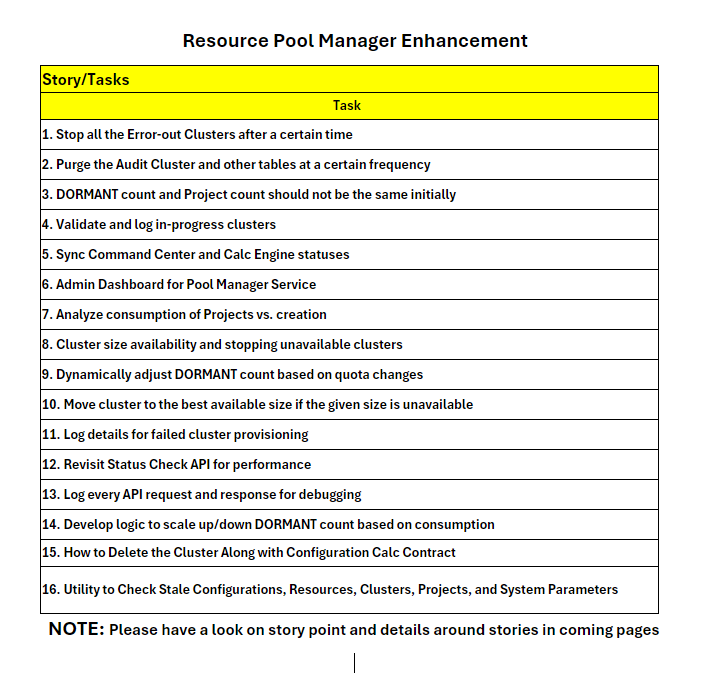 Resource Pool Manager Enhancement
Story/Tasks
Task
1. Stop all the Error-out Clusters after a certain time
2. Purge the Audit Cluster and other tables at a certain frequency
3. DORMANT count and Project count should not be the same initially
4. Validate and log in-progress clusters
5. Sync Command Center and Calc Engine statuses
6. Admin Dashboard for Pool Manager Service
7. Analyze consumption of Projects vs. creation
8. Cluster size availability and stopping unavailable clusters
9. Dynamically adjust DORMANT count based on quota changes
10. Move cluster to the best available size if the given size is unavailable
11. Log details for failed cluster provisioning
12. Revisit Status Check API for performance
13. Log every API request and response for debugging
14. Develop logic to scale up/down DORMANT count based on consumption
15. How to Delete the Cluster Along with Configuration Calc Contract
16. Utility to Check Stale Configurations, Resources, Clusters, Projects, and System Parameters
NOTE: Please have a look on story point and details around stories in coming pages